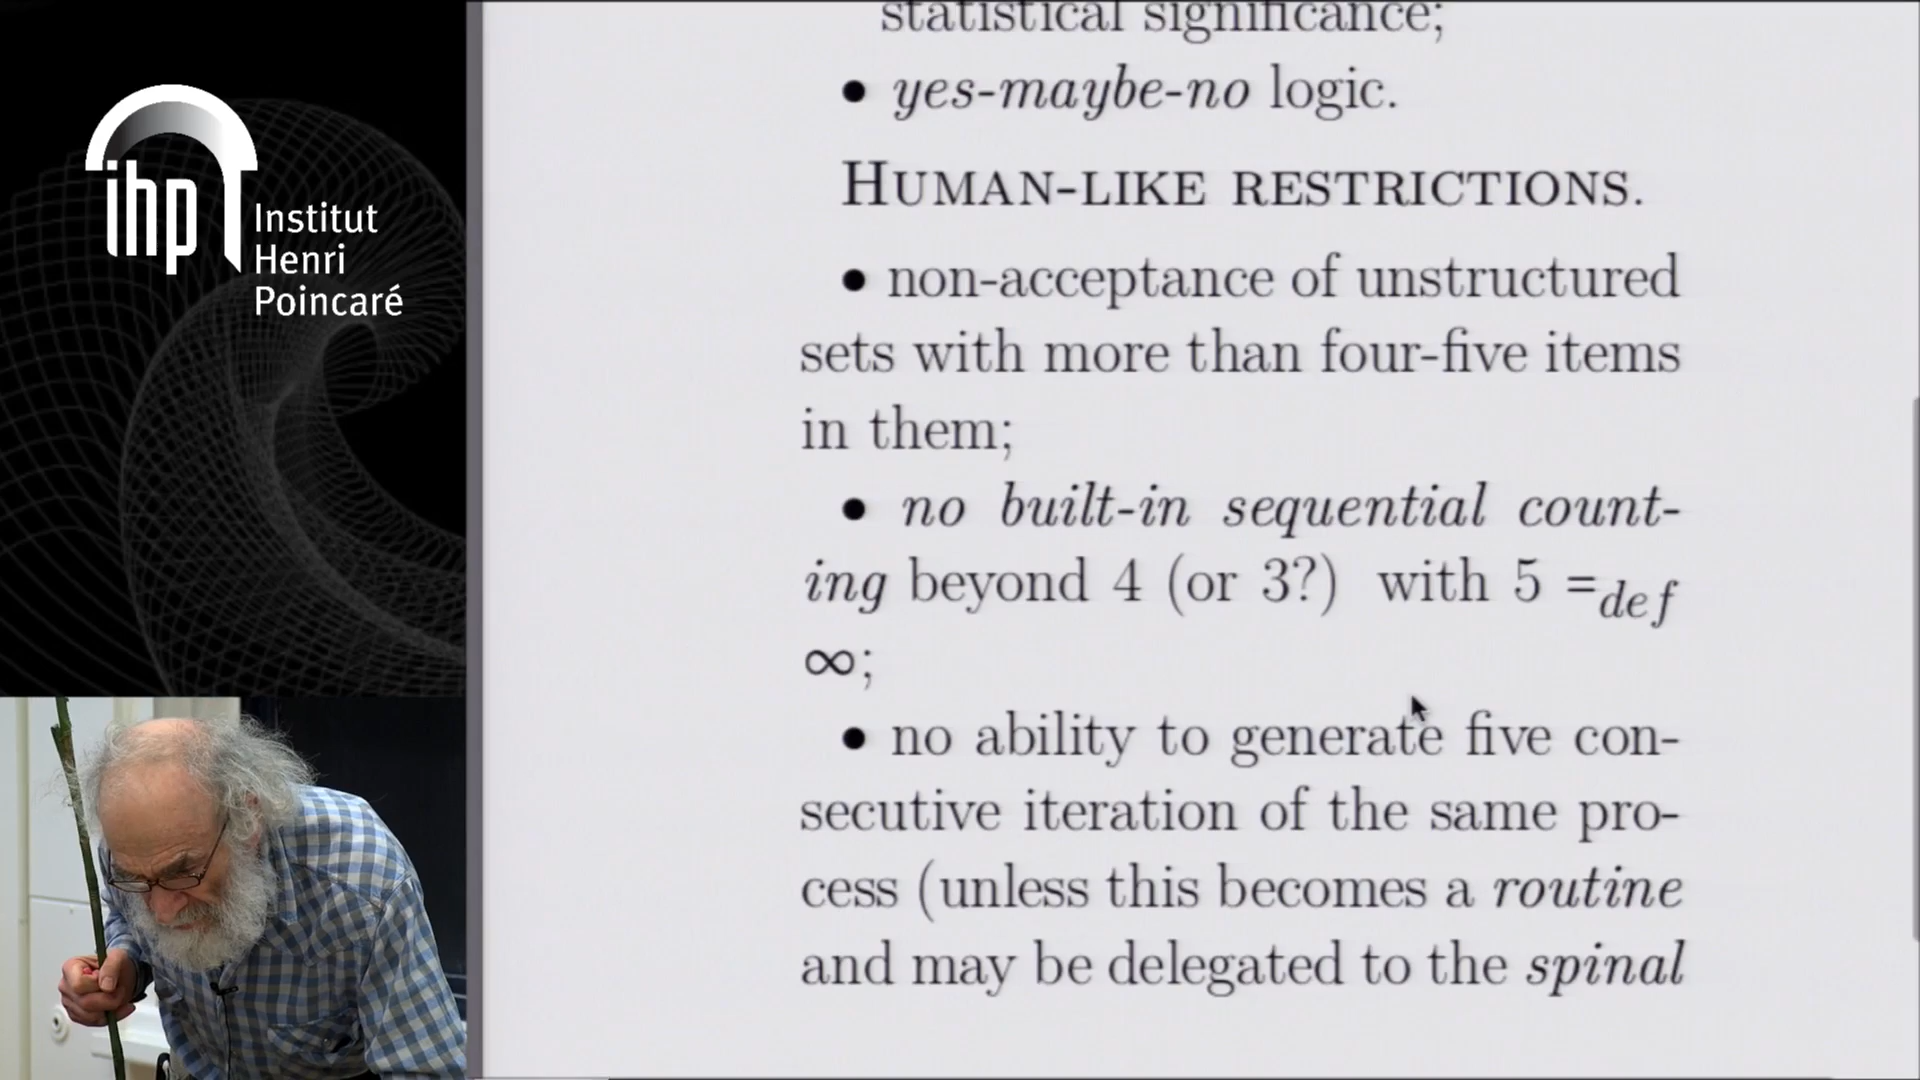 ihp
Institut
Henri
Poincaré
statistical significance;
• yes-maybe-no logic.
HUMAN-LIKE RESTRICTIONS.
• non-acceptance of unstructured
sets with more than four-five items
in them;
• no built-in sequential count-
ing beyond 4 (or 3?) with 5 =def
∞;
• no ability to generate five con-
secutive iteration of the same pro-
cess (unless this becomes a routine
and may be delegated to the spinal